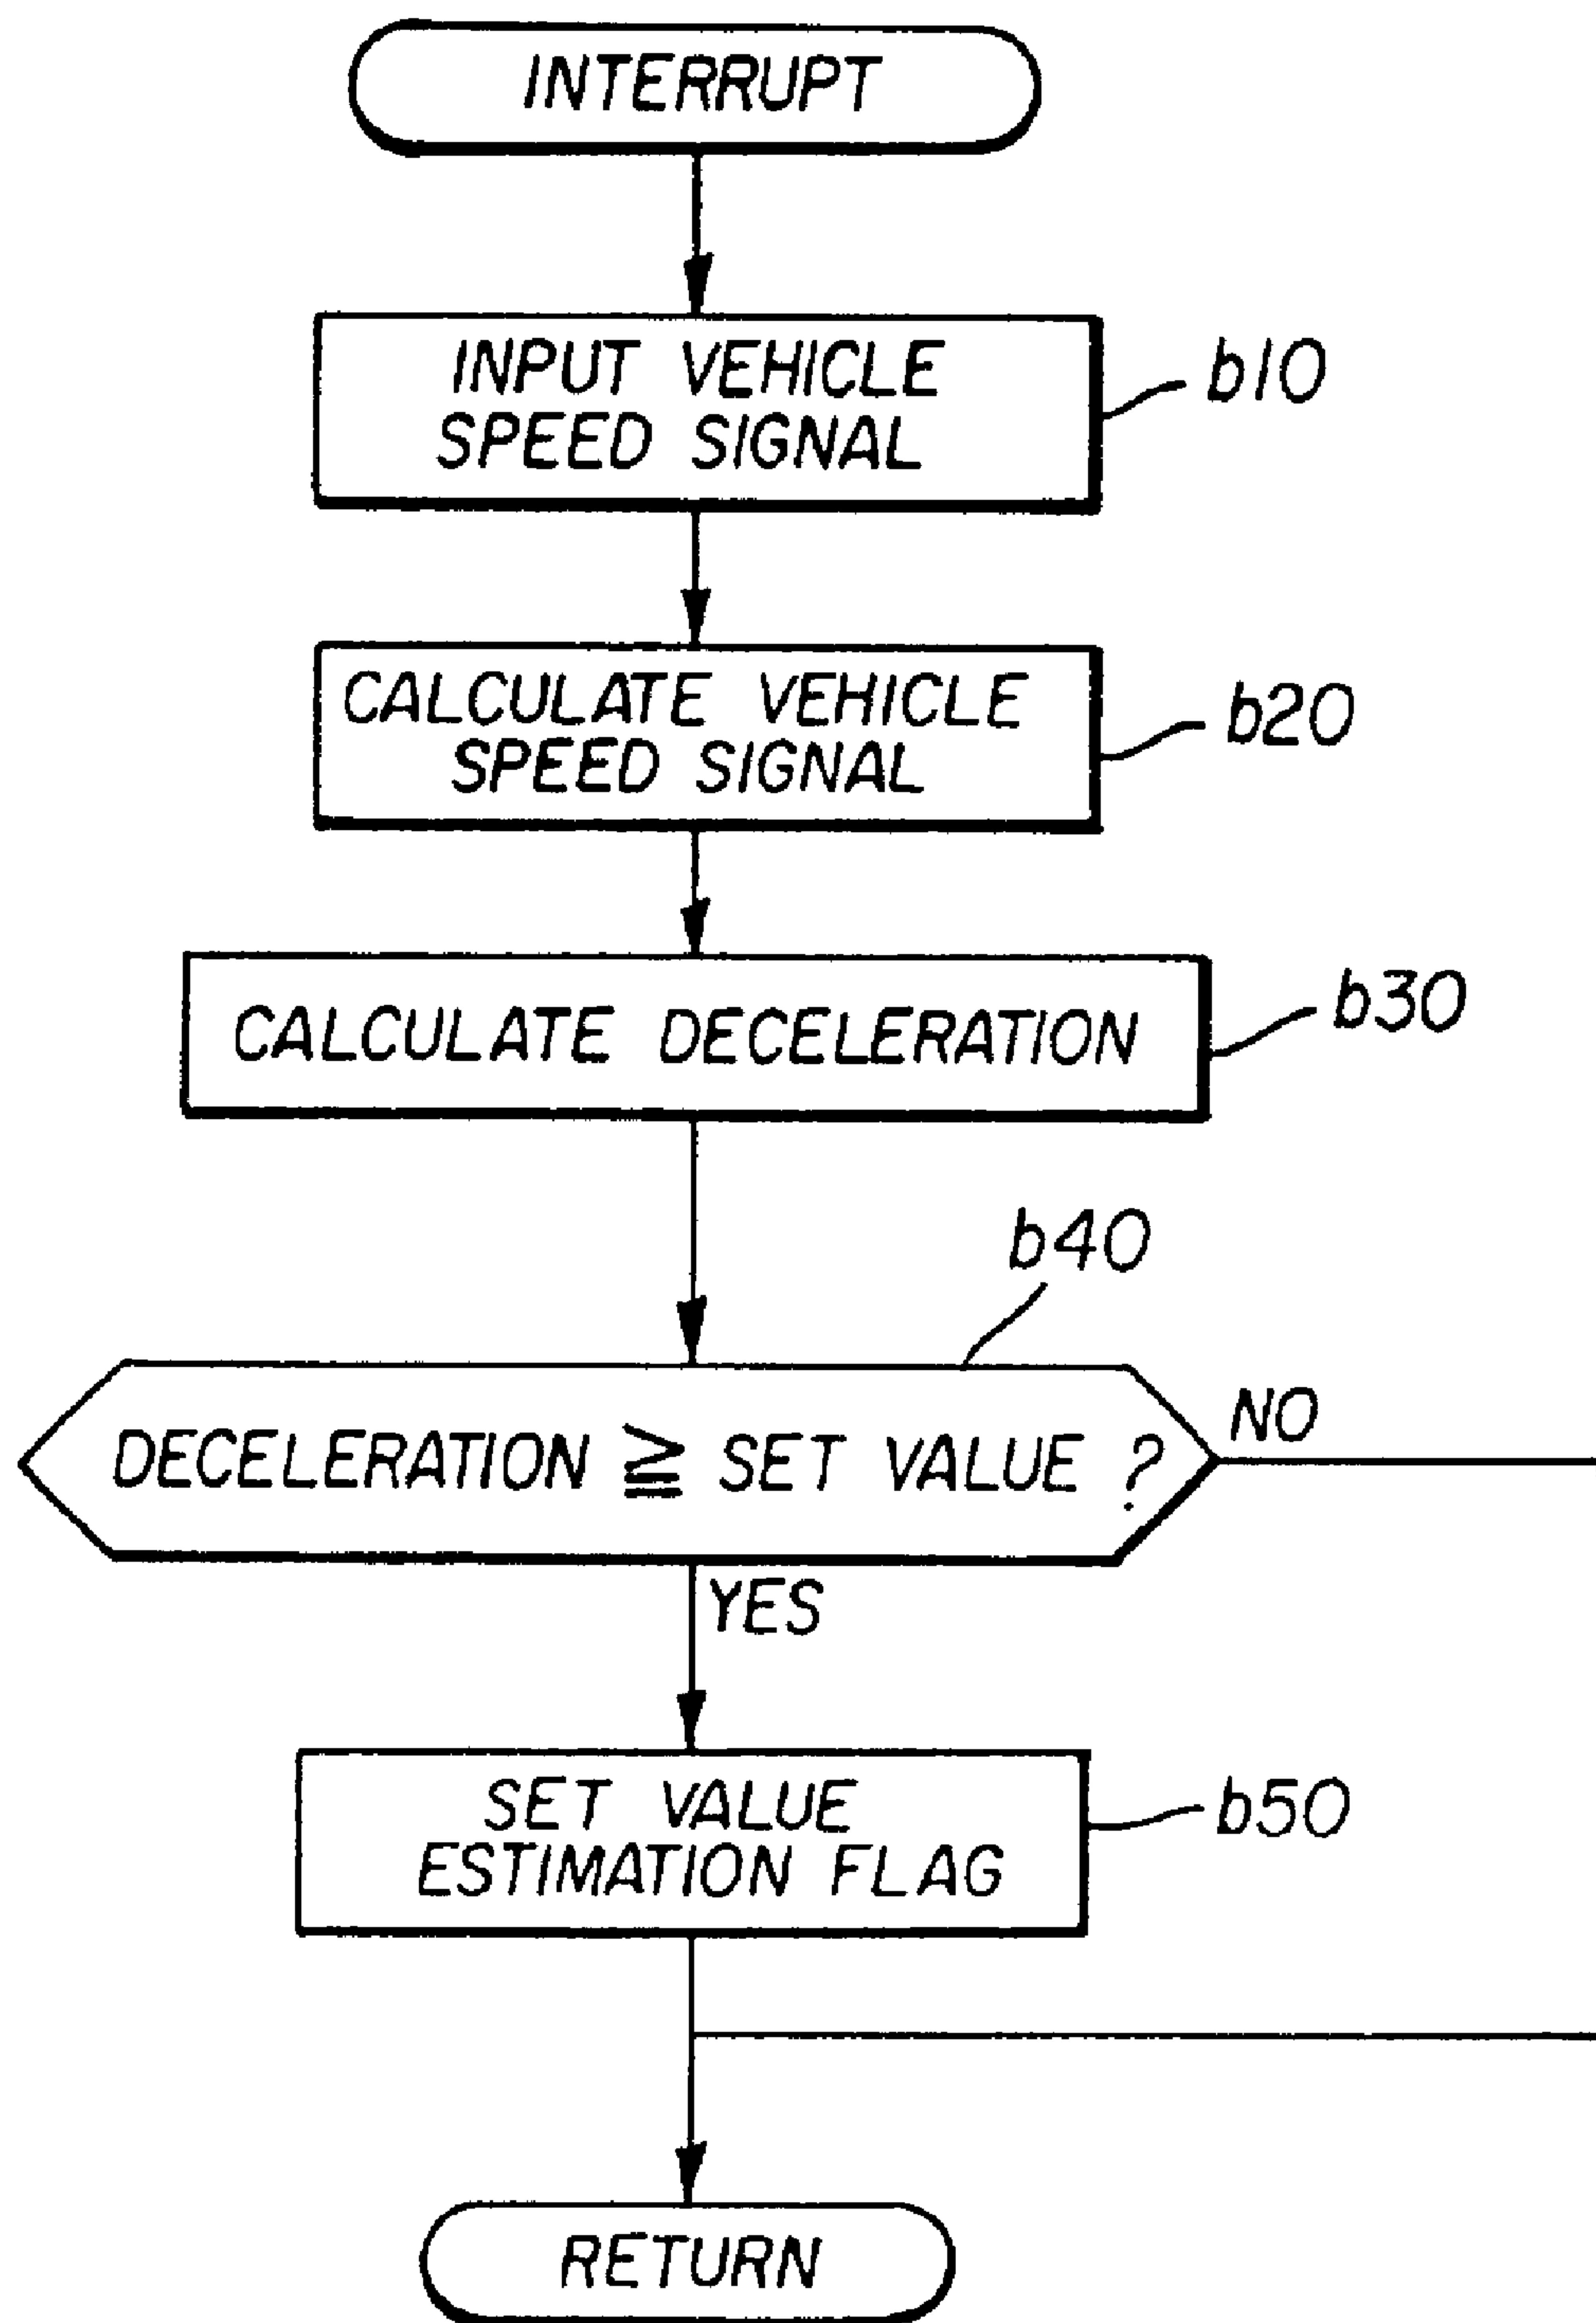 INTERRUPT
INPUT VEHICLE
SPEED SIGNAL
b10
CALCULATE VEHICLE
SPEED SIGNAL
b20
CALCULATE DECELERATION
b30
b40
DECELERATION ≧ SET VALUE ?
NO
YES
SET VALUE
ESTIMATION FLAG
b50
RETURN